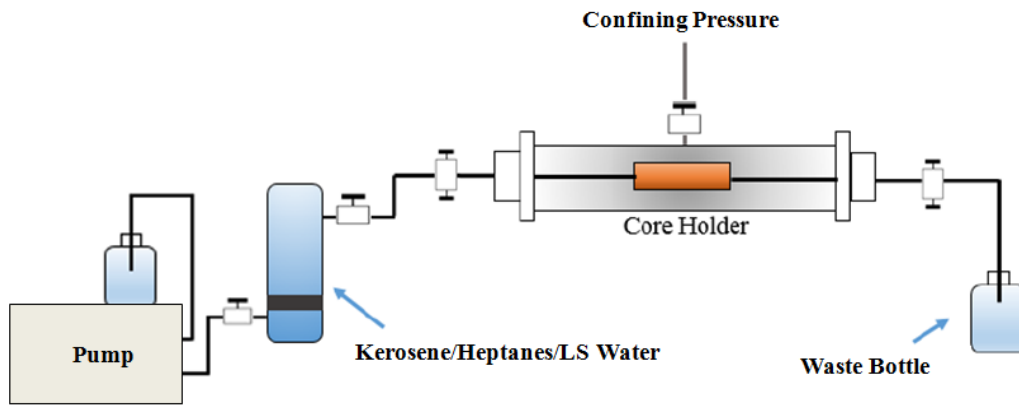 Confining Pressure
Core Holder
Pump
Kerosene/Heptanes/LS Water
Waste Bottle